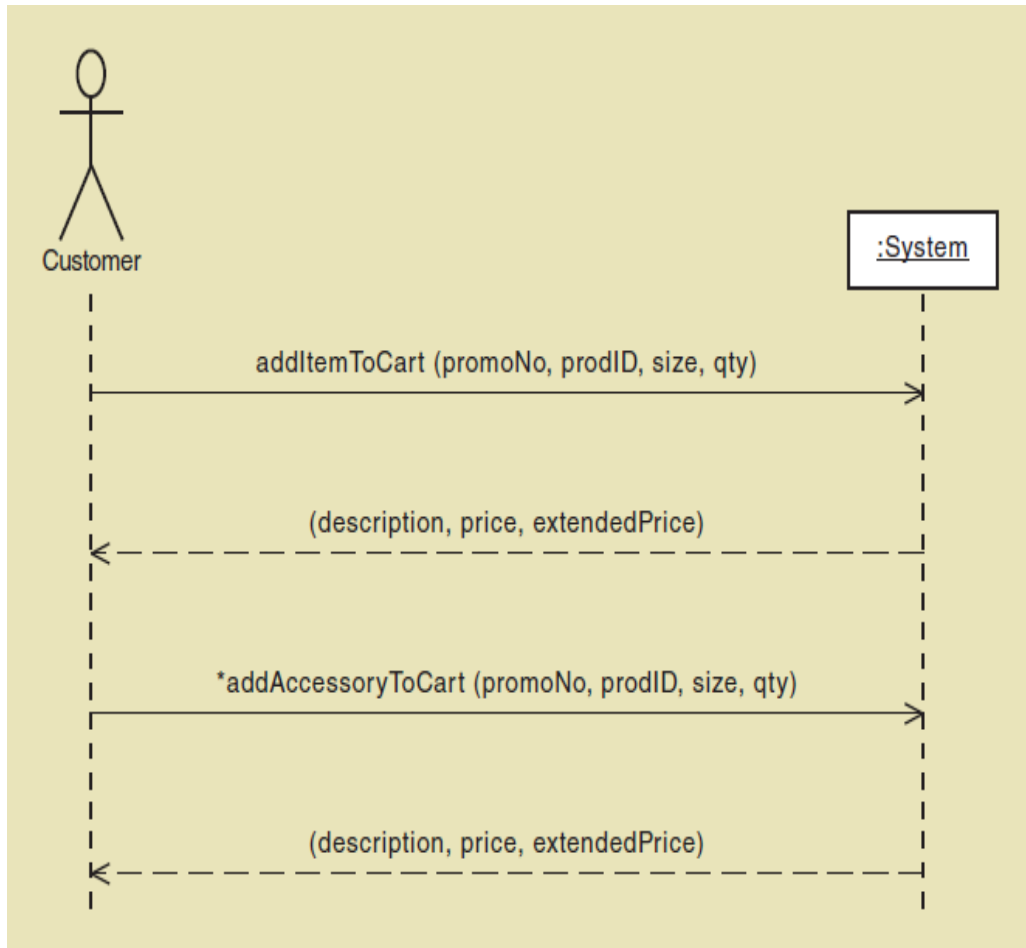 Customer
:System
addItemToCart (promoNo, prodID, size, qty)
(description, price, extendedPrice)
*addAccessoryToCart (promoNo, prodID, size, qty)
(description, price, extendedPrice)